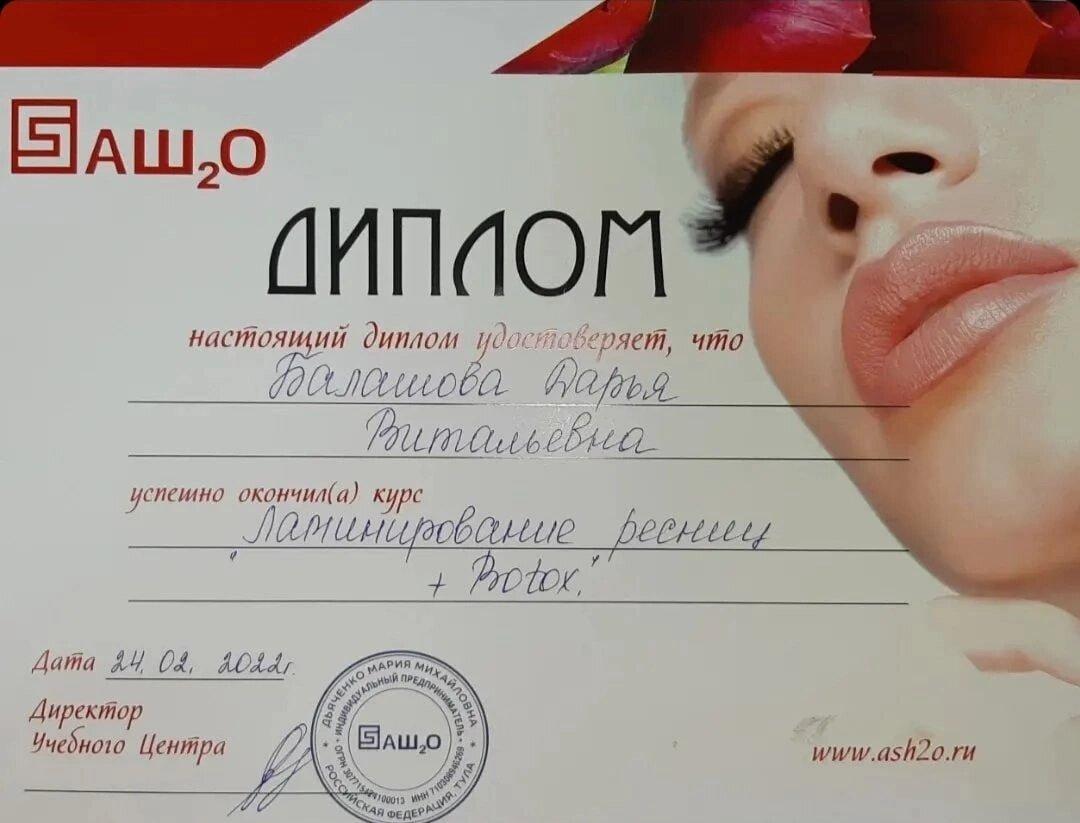 БАШ2О
ДИПЛОМ
настоящий диплом удостоверяет, что
Балашова Дарья
Витальевна
успешно окончил(а) курс
"Ламинирование ресниц
+ Botox."
Дата 24. 02. 2022г.
Директор
Учебного Центра
ДЬЯЧЕНКО МАРИЯ МИХАЙЛОВНА
ИНДИВИДУАЛЬНЫЙ ПРЕДПРИНИМАТЕЛЬ
БАШ2О
РОССИЙСКАЯ ФЕДЕРАЦИЯ, ТУЛА
www.ash2o.ru